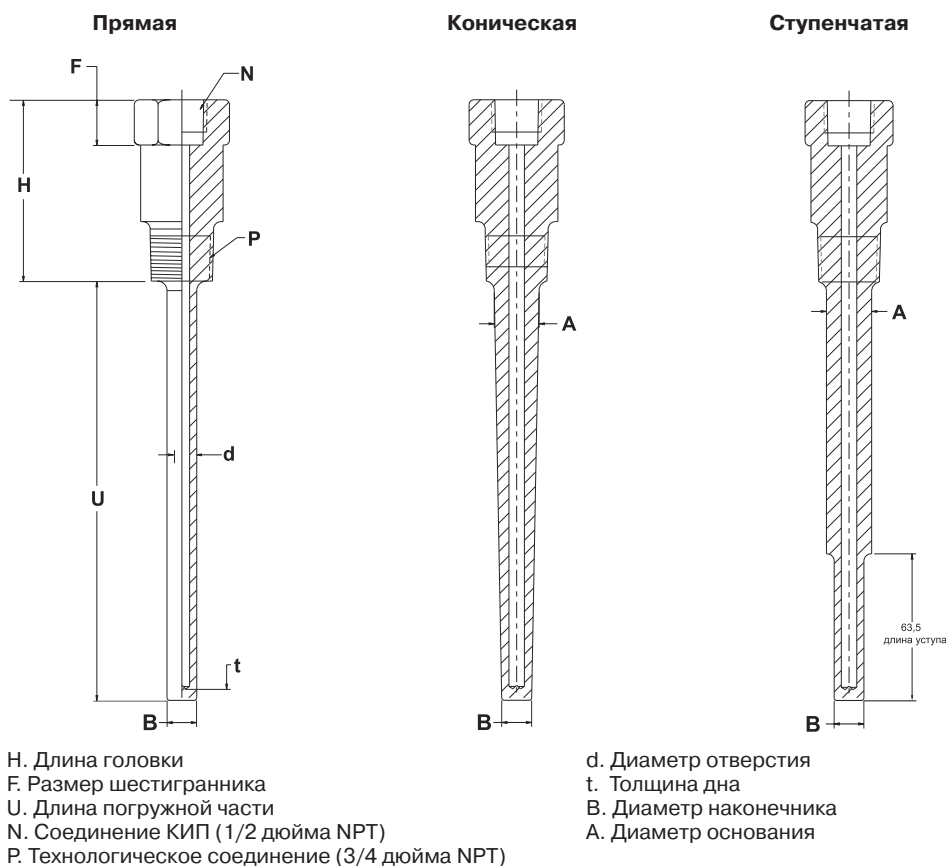 Прямая
Коническая
Ступенчатая
F
N
H
P
A
A
d
U
t
63,5
длина уступа
B
B
B
H. Длина головки
F. Размер шестигранника
U. Длина погружной части
N. Соединение КИП (1/2 дюйма NPT)
P. Технологическое соединение (3/4 дюйма NPT)
d. Диаметр отверстия
t. Толщина дна
B. Диаметр наконечника
A. Диаметр основания